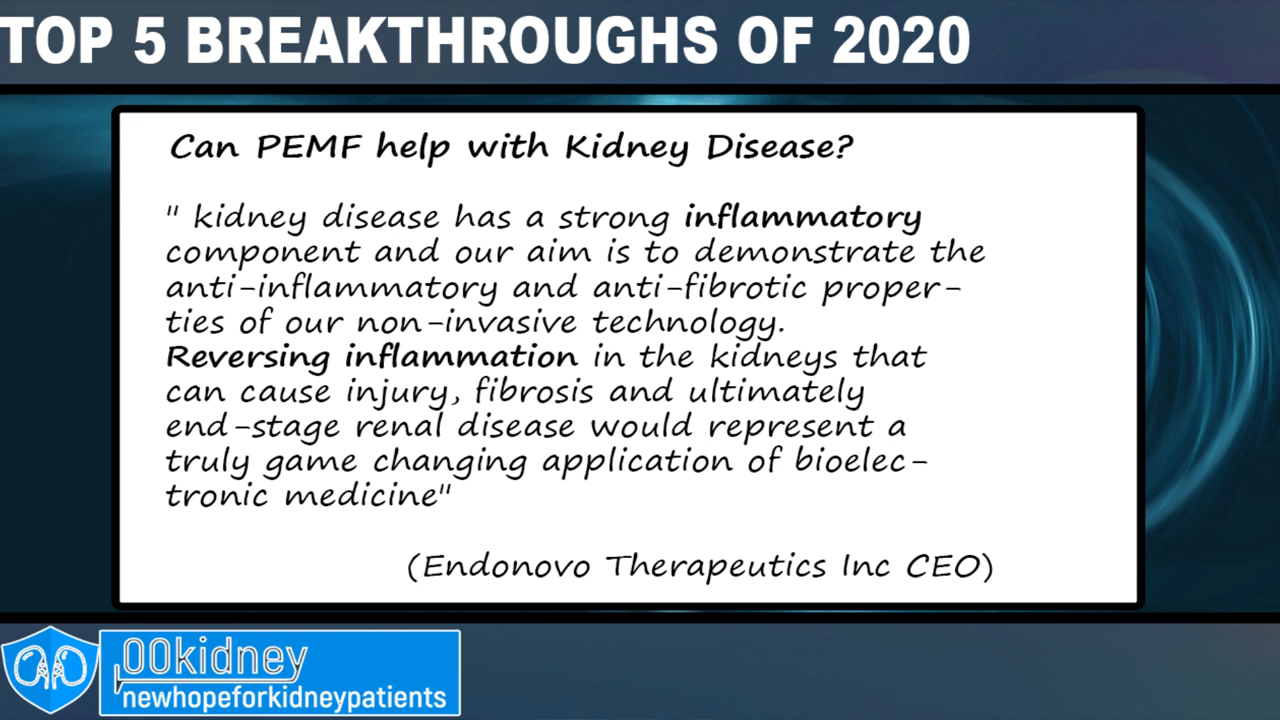 TOP 5 BREAKTHROUGHS OF 2020
Can PEMF help with Kidney Disease?
" kidney disease has a strong inflammatory
component and our aim is to demonstrate the
anti-inflammatory and anti-fibrotic proper-
ties of our non-invasive technology.
Reversing inflammation in the kidneys that
can cause injury, fibrosis and ultimately
end-stage renal disease would represent a
truly game changing application of bioelec-
tronic medicine"
(Endonovo Therapeutics Inc CEO)
00kidney
newhopeforkidneypatients